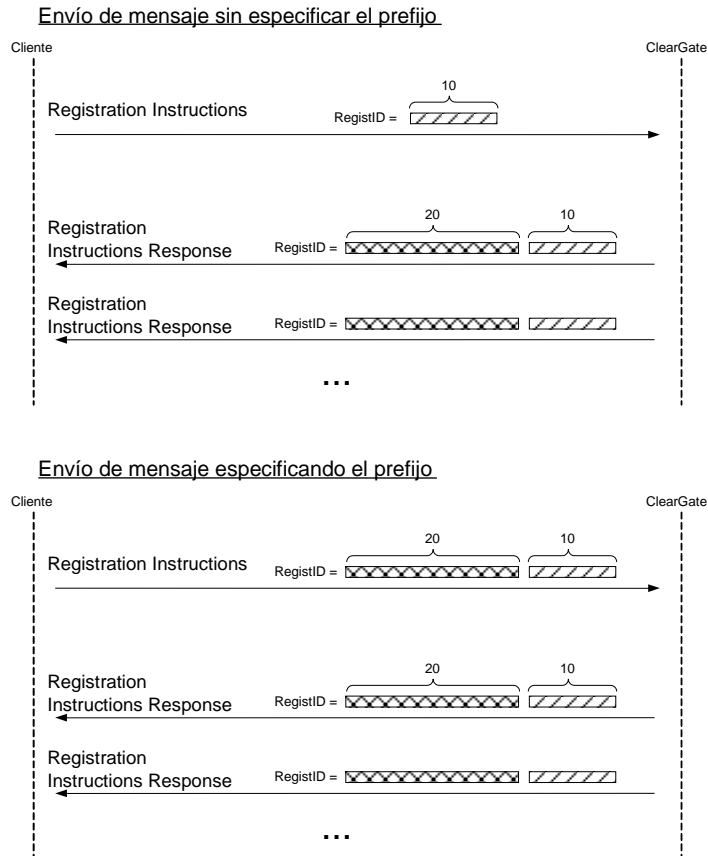 Envío de mensaje sin especificar el prefijo
Cliente
ClearGate
10
Registration Instructions
RegistID =
20
10
Registration
Instructions Response
RegistID =
Registration
Instructions Response
RegistID =
...
Envío de mensaje especificando el prefijo
Cliente
ClearGate
20
10
Registration Instructions
RegistID =
20
10
Registration
Instructions Response
RegistID =
Registration
Instructions Response
RegistID =
...